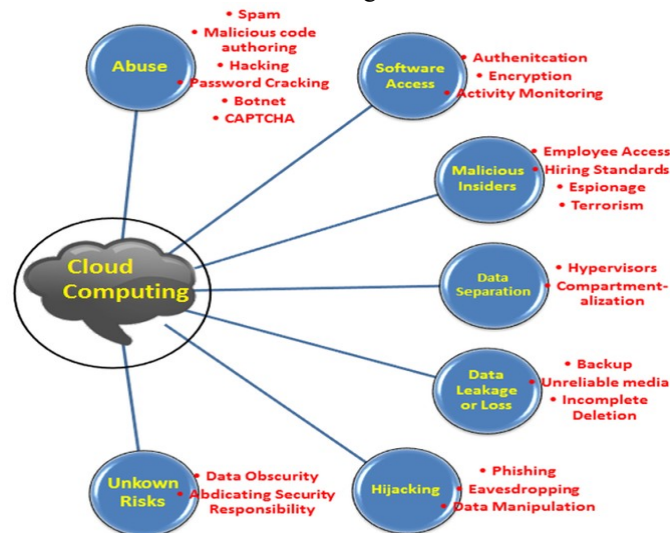 Abuse
• Spam
• Malicious code
authoring
• Hacking
• Password Cracking
• Botnet
• CAPTCHA
Software
Access
• Authenitcation
• Encryption
• Activity Monitoring
Malicious
Insiders
• Employee Access
• Hiring Standards
• Espionage
• Terrorism
Cloud
Computing
Data
Separation
• Hypervisors
• Compartment-
alization
Data
Leakage
or Loss
• Backup
• Unreliable media
• Incomplete
Deletion
Unkown
Risks
• Data Obscurity
• Abdicating Security
Responsibility
Hijacking
• Phishing
• Eavesdropping
• Data Manipulation